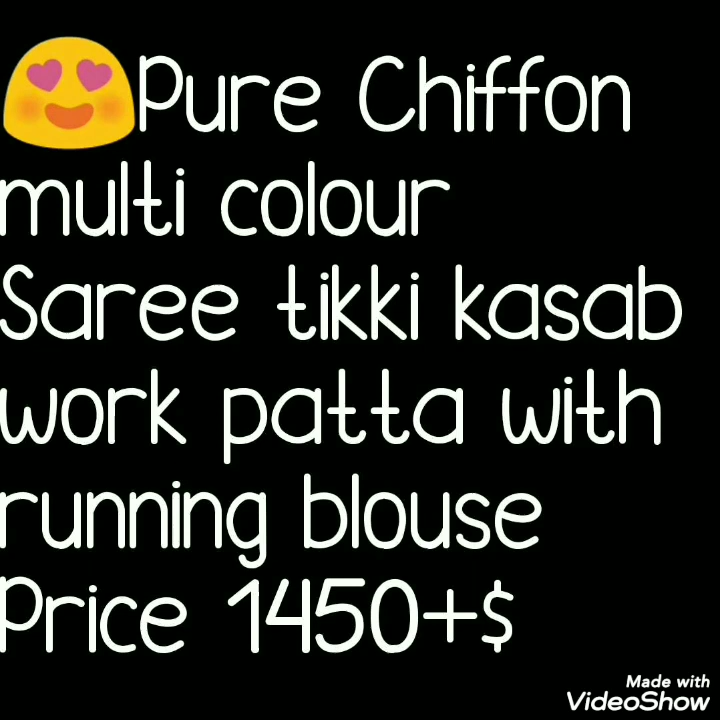 😍Pure Chiffon
multi colour
Saree tikki kasab
work patta with
running blouse
Price 1450+$
Made with
VideoShow